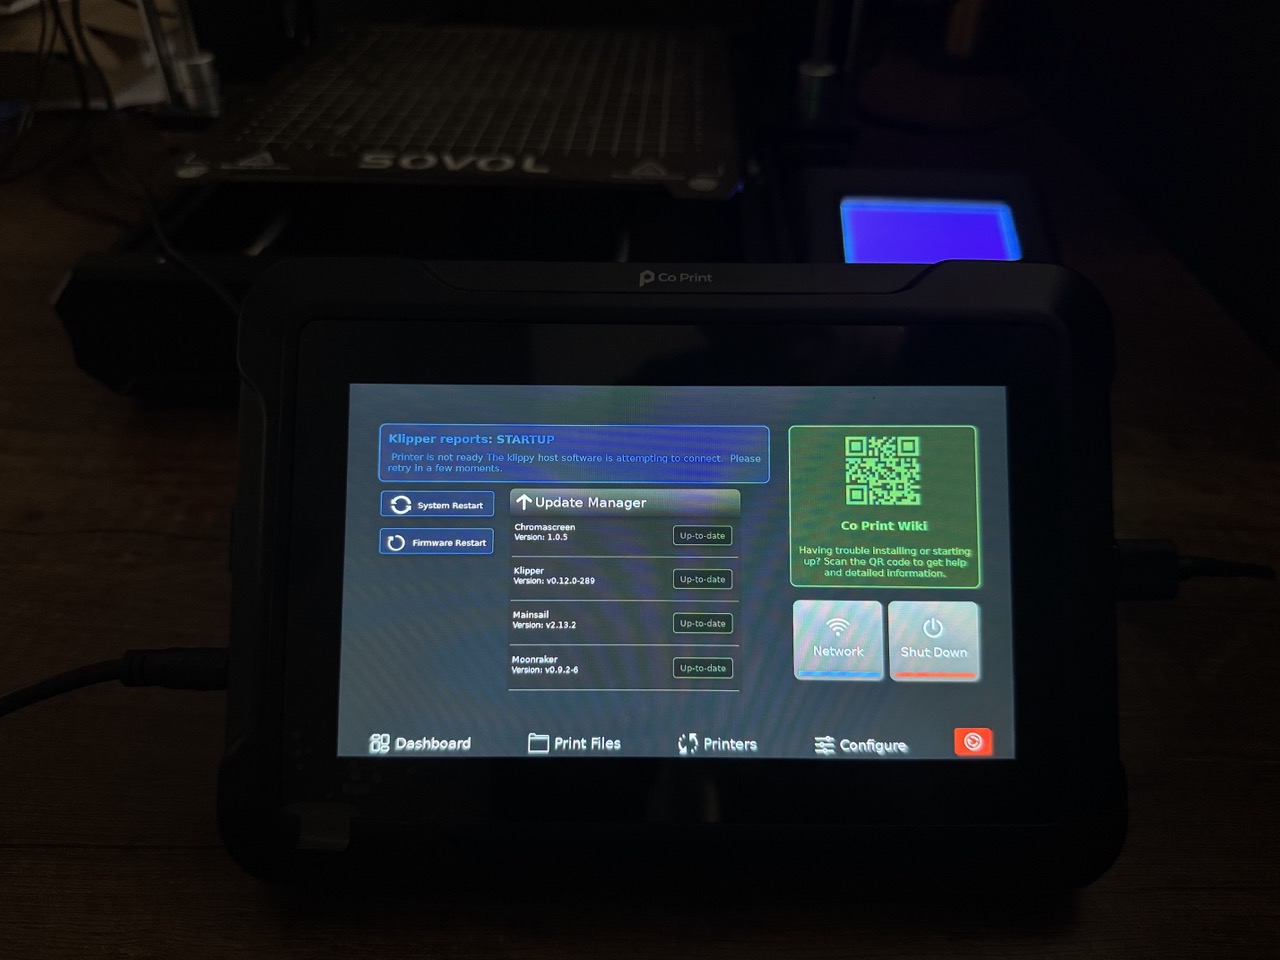 SOVOL
Co Print
Klipper reports: STARTUP
Printer is not ready The klippy host software is attempting to connect. Please
retry in a few moments.
System Restart
Firmware Restart
Update Manager
Chromascreen
Version: 1.0.5
Up-to-date
Klipper
Version: v0.12.0-289
Up-to-date
Mainsail
Version: v2.13.2
Up-to-date
Moonraker
Version: v0.9.2-6
Up-to-date
Co Print Wiki
Having trouble installing or starting
up? Scan the QR code to get help
and detailed information.
Network
Shut Down
Dashboard
Print Files
Printers
Configure